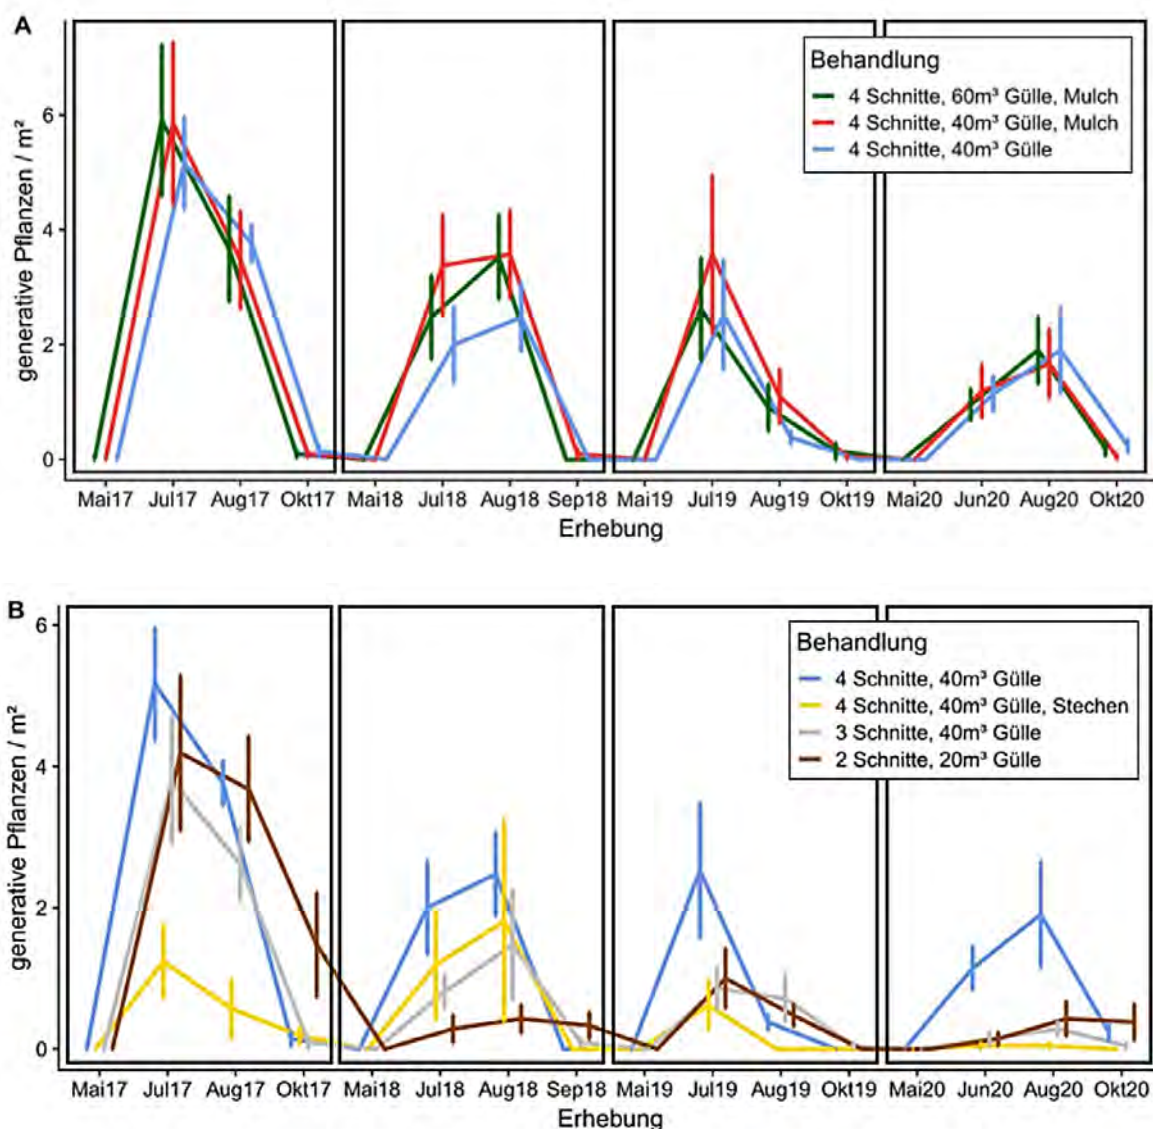 A
generative Pflanzen / m²
6
4
2
0
Behandlung
4 Schnitte, 60m³ Gülle, Mulch
4 Schnitte, 40m³ Gülle, Mulch
4 Schnitte, 40m³ Gülle
Mai17 Jul17 Aug17 Okt17 Mai18 Jul18 Aug18 Sep18 Mai19 Jul19 Aug19 Okt19 Mai20 Jun20 Aug20 Okt20
Erhebung
B
generative Pflanzen / m²
6
4
2
0
Behandlung
4 Schnitte, 40m³ Gülle
4 Schnitte, 40m³ Gülle, Stechen
3 Schnitte, 40m³ Gülle
2 Schnitte, 20m³ Gülle
Mai17 Jul17 Aug17 Okt17 Mai18 Jul18 Aug18 Sep18 Mai19 Jul19 Aug19 Okt19 Mai20 Jun20 Aug20 Okt20
Erhebung